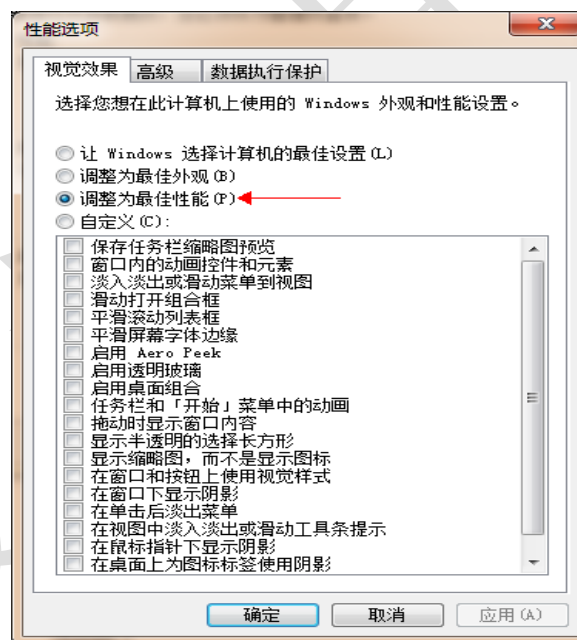 性能选项
视觉效果 高级 数据执行保护
选择您想在此计算机上使用的 Windows 外观和性能设置。
让 Windows 选择计算机的最佳设置(L)
调整为最佳外观(B)
调整为最佳性能(P)
自定义(C):
保存任务栏缩略图预览
窗口内的动画控件和元素
淡入淡出或滑动菜单到视图
滑动打开组合框
平滑滚动列表框
平滑屏幕字体边缘
启用 Aero Peek
启用透明玻璃
启用桌面组合
任务栏和「开始」菜单中的动画
拖动时显示窗口内容
显示半透明的选择长方形
显示缩略图，而不是显示图标
在窗口和按钮上使用视觉样式
在窗口下显示阴影
在单击后淡出菜单
在视图中淡入淡出或滑动工具条提示
在鼠标指针下显示阴影
在桌面上为图标标签使用阴影
确定 取消 应用(A)